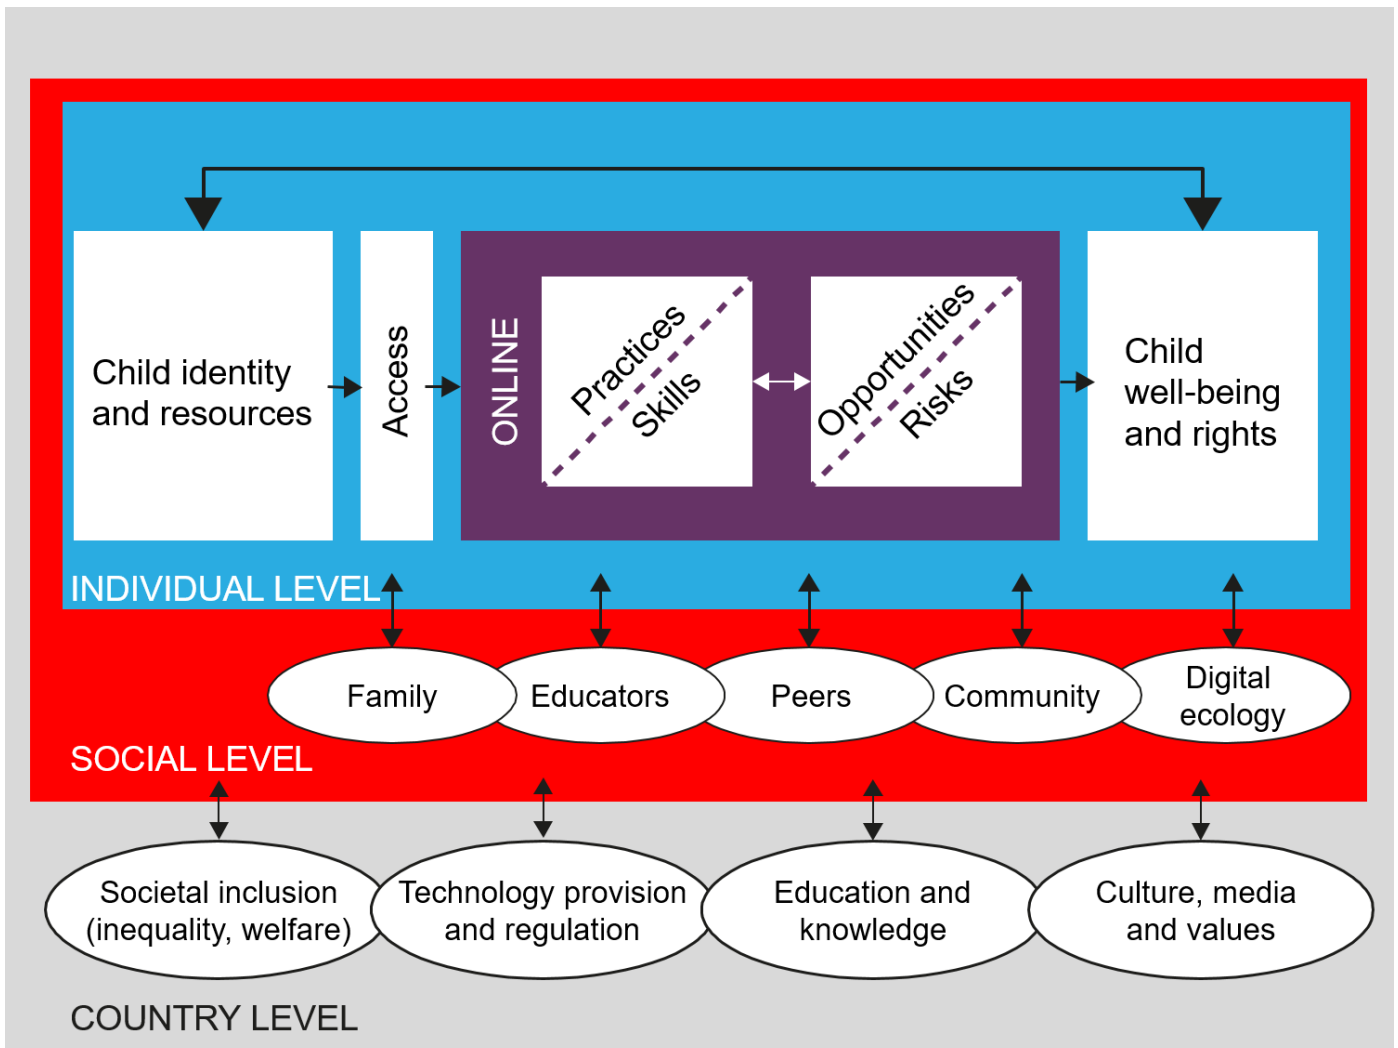 Child identity
and resources
Access
ONLINE
Practices
Skills
Opportunities
Risks
Child
well-being
and rights
INDIVIDUAL LEVEL
Family
Educators
Peers
Community
Digital
ecology
SOCIAL LEVEL
Societal inclusion
(inequality, welfare)
Technology provision
and regulation
Education and
knowledge
Culture, media
and values
COUNTRY LEVEL